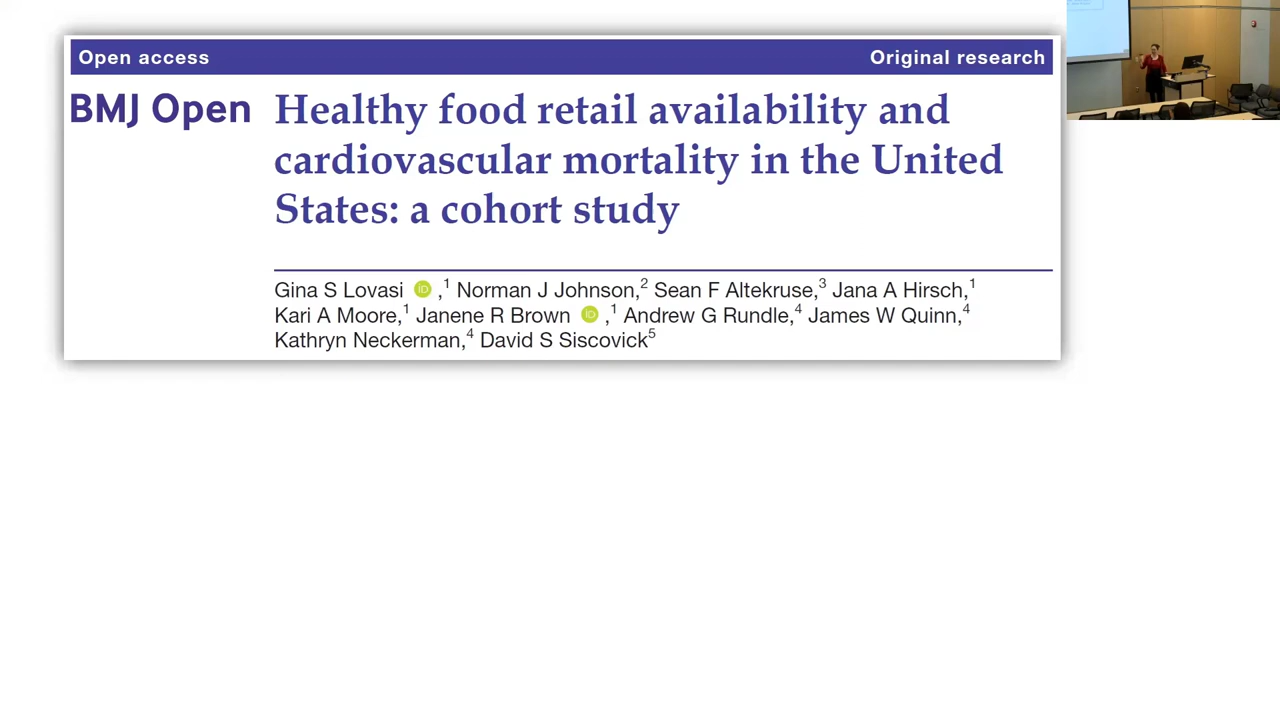 Open access
Original research
BMJ Open
Healthy food retail availability and
cardiovascular mortality in the United
States: a cohort study
Gina S Lovasi iD ,1 Norman J Johnson,2 Sean F Altekruse,3 Jana A Hirsch,1
Kari A Moore,1 Janene R Brown iD ,1 Andrew G Rundle,4 James W Quinn,4
Kathryn Neckerman,4 David S Siscovick5